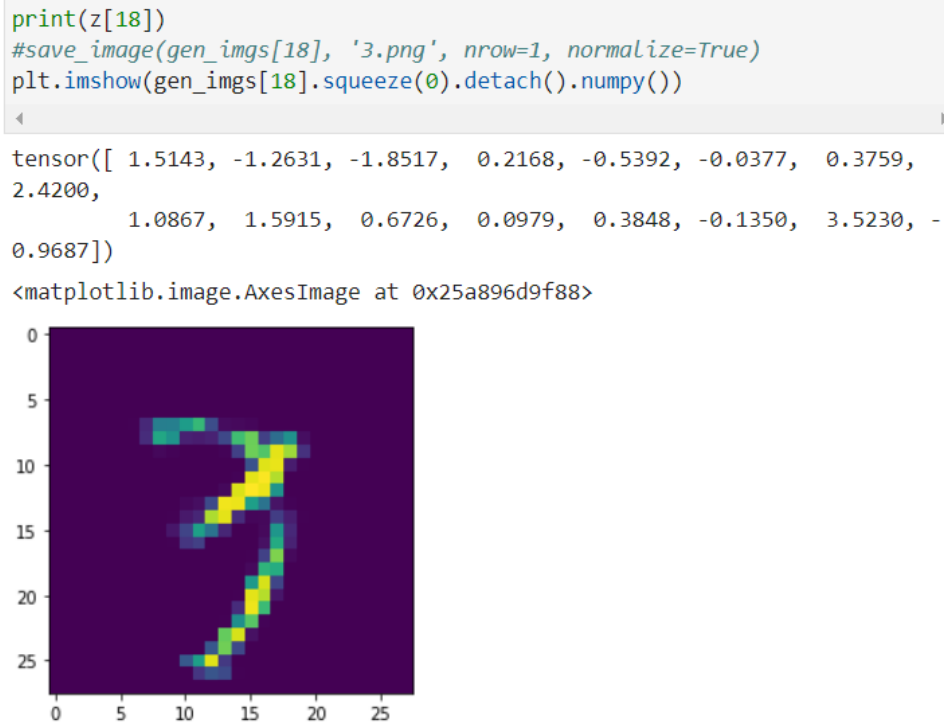 print(z[18])
#save_image(gen_imgs[18], '3.png', nrow=1, normalize=True)
plt.imshow(gen_imgs[18].squeeze(0).detach().numpy())
tensor([ 1.5143, -1.2631, -1.8517,  0.2168, -0.5392, -0.0377,  0.3759,
2.4200,
         1.0867,  1.5915,  0.6726,  0.0979,  0.3848, -0.1350,  3.5230, -
0.9687])
<matplotlib.image.AxesImage at 0x25a896d9f88>
0
5
10
15
20
25
0 5 10 15 20 25